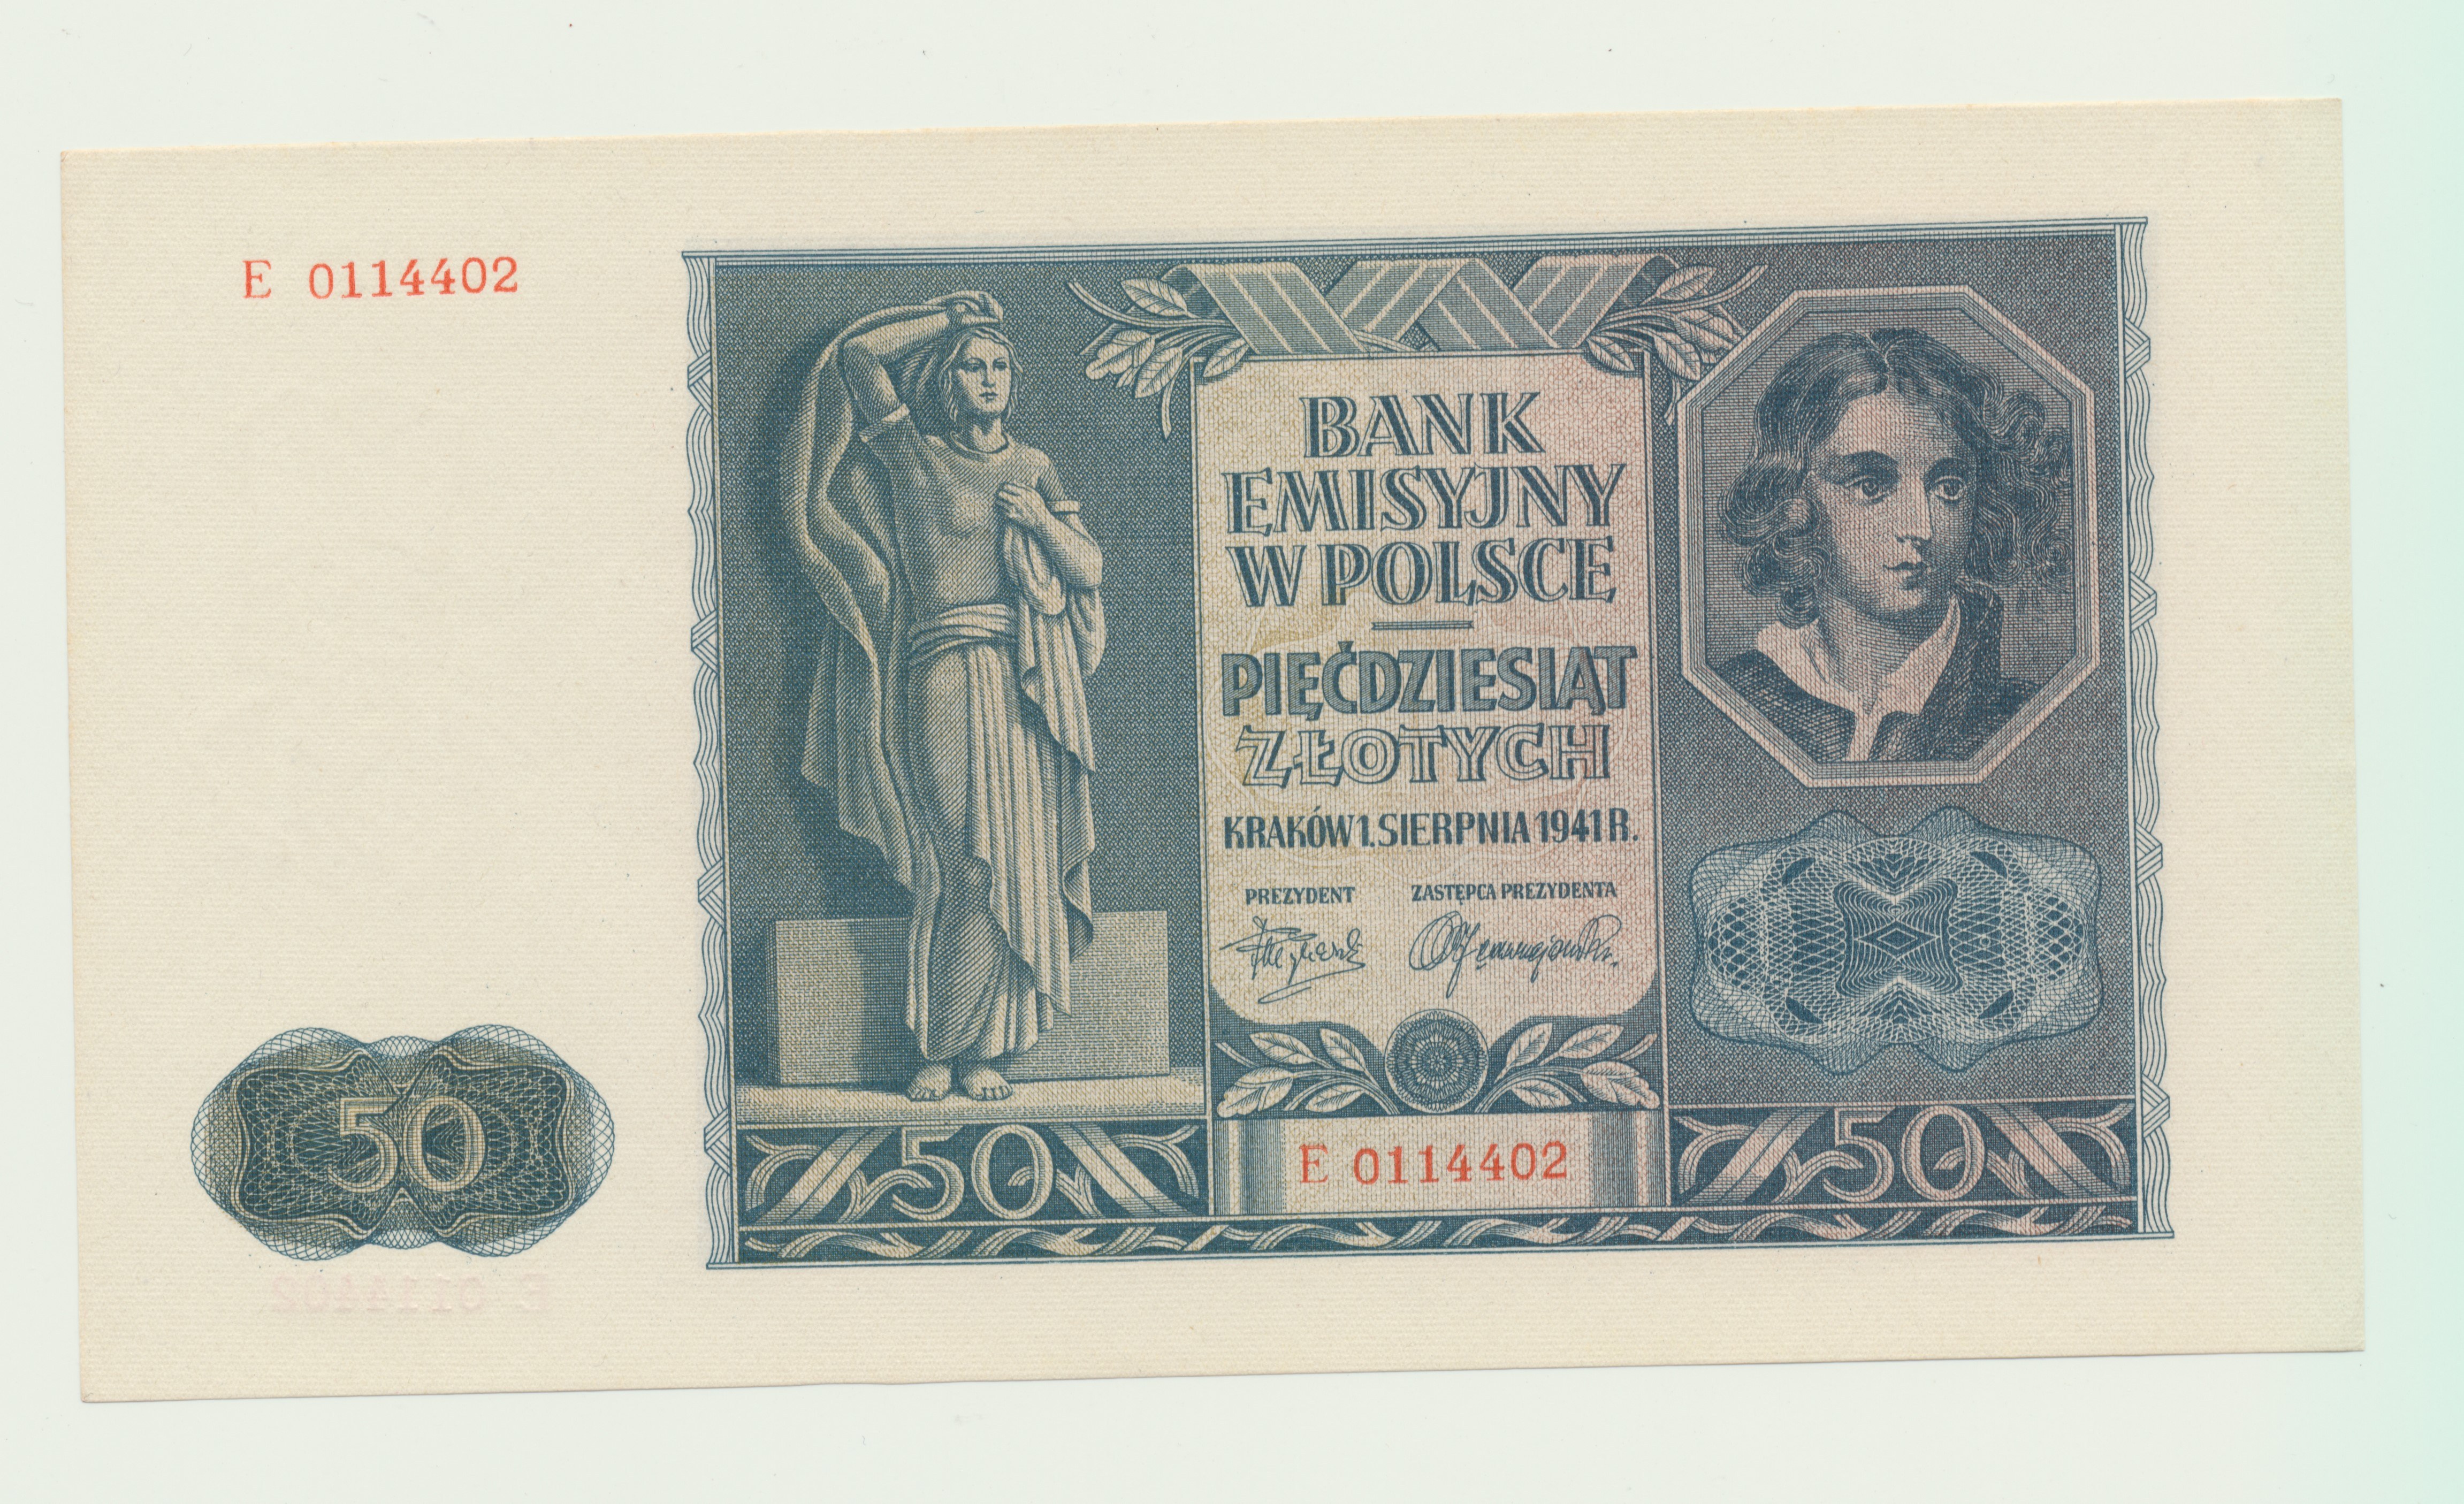 E 0114402
BANK
EMISYJNY
W POLSCE
PIĘĆDZIESIĄT
ZŁOTYCH
KRAKÓW 1. SIERPNIA 1941 R.
PREZYDENT ZASTĘPCA PREZYDENTA
50
50
E 0114402
50